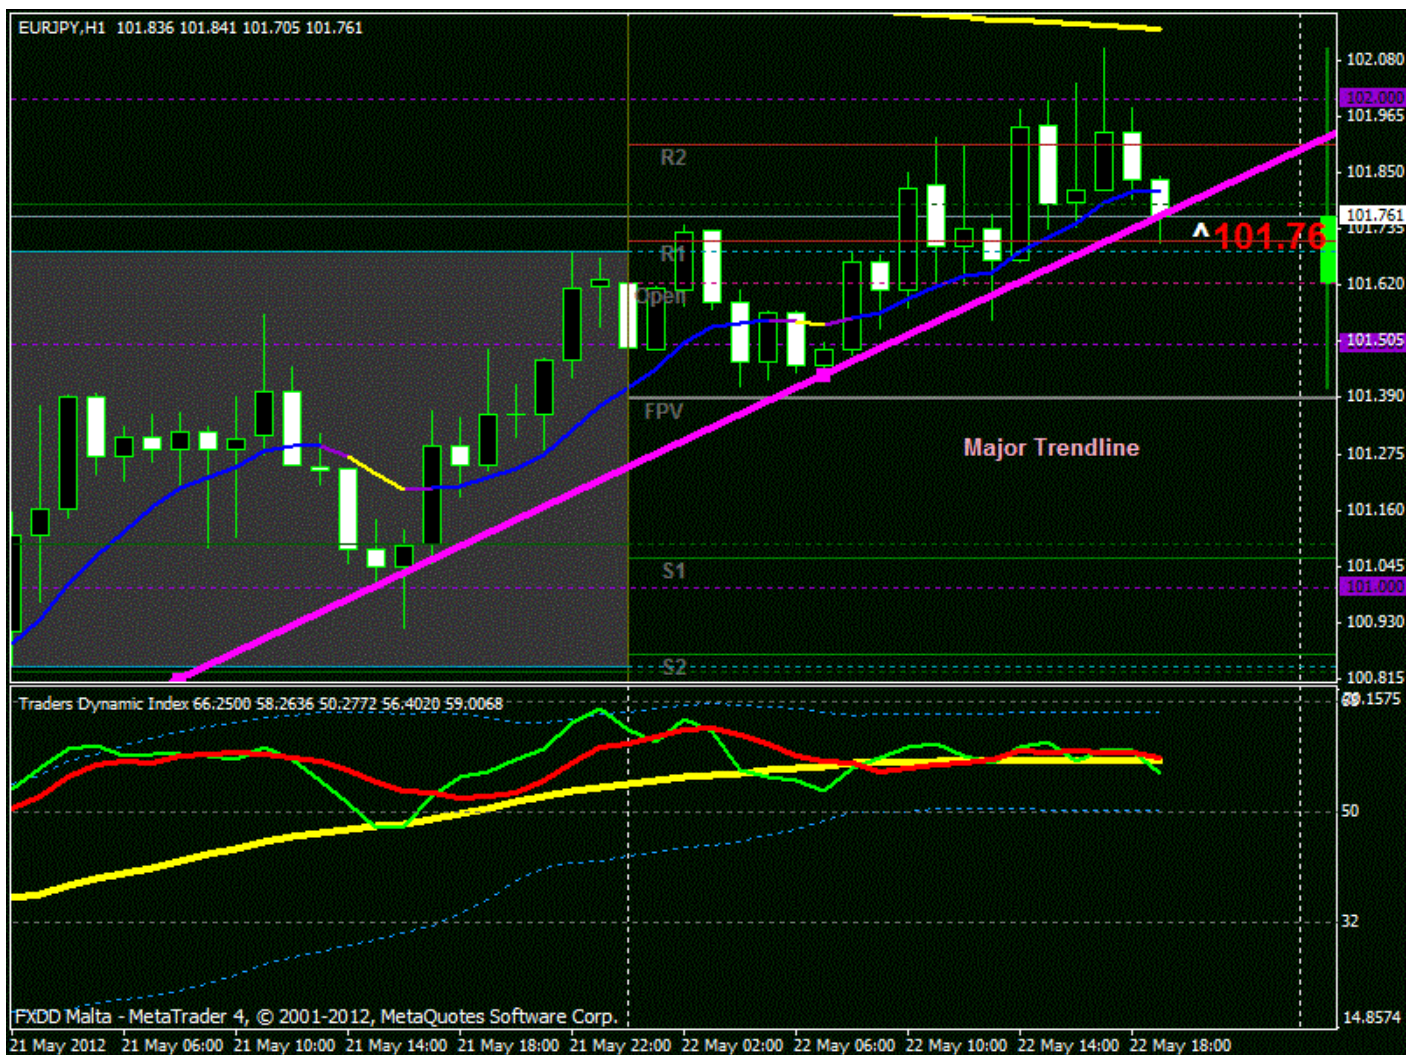 EURJPY,H1 101.836 101.841 101.705 101.761
102.080
102.000
101.965
R2
101.850
101.761
101.735
^101.76
R1
101.620
Open
101.505
101.390
FPV
Major Trendline
101.275
101.160
S1
101.045
101.000
100.930
S2
100.815
Traders Dynamic Index 66.2500 58.2636 50.2772 56.4020 59.0068
50
32
FXDD Malta - MetaTrader 4, © 2001-2012, MetaQuotes Software Corp.
14.8574
21 May 2012 21 May 06:00 21 May 10:00 21 May 14:00 21 May 18:00 21 May 22:00 22 May 02:00 22 May 06:00 22 May 10:00 22 May 14:00 22 May 18:00